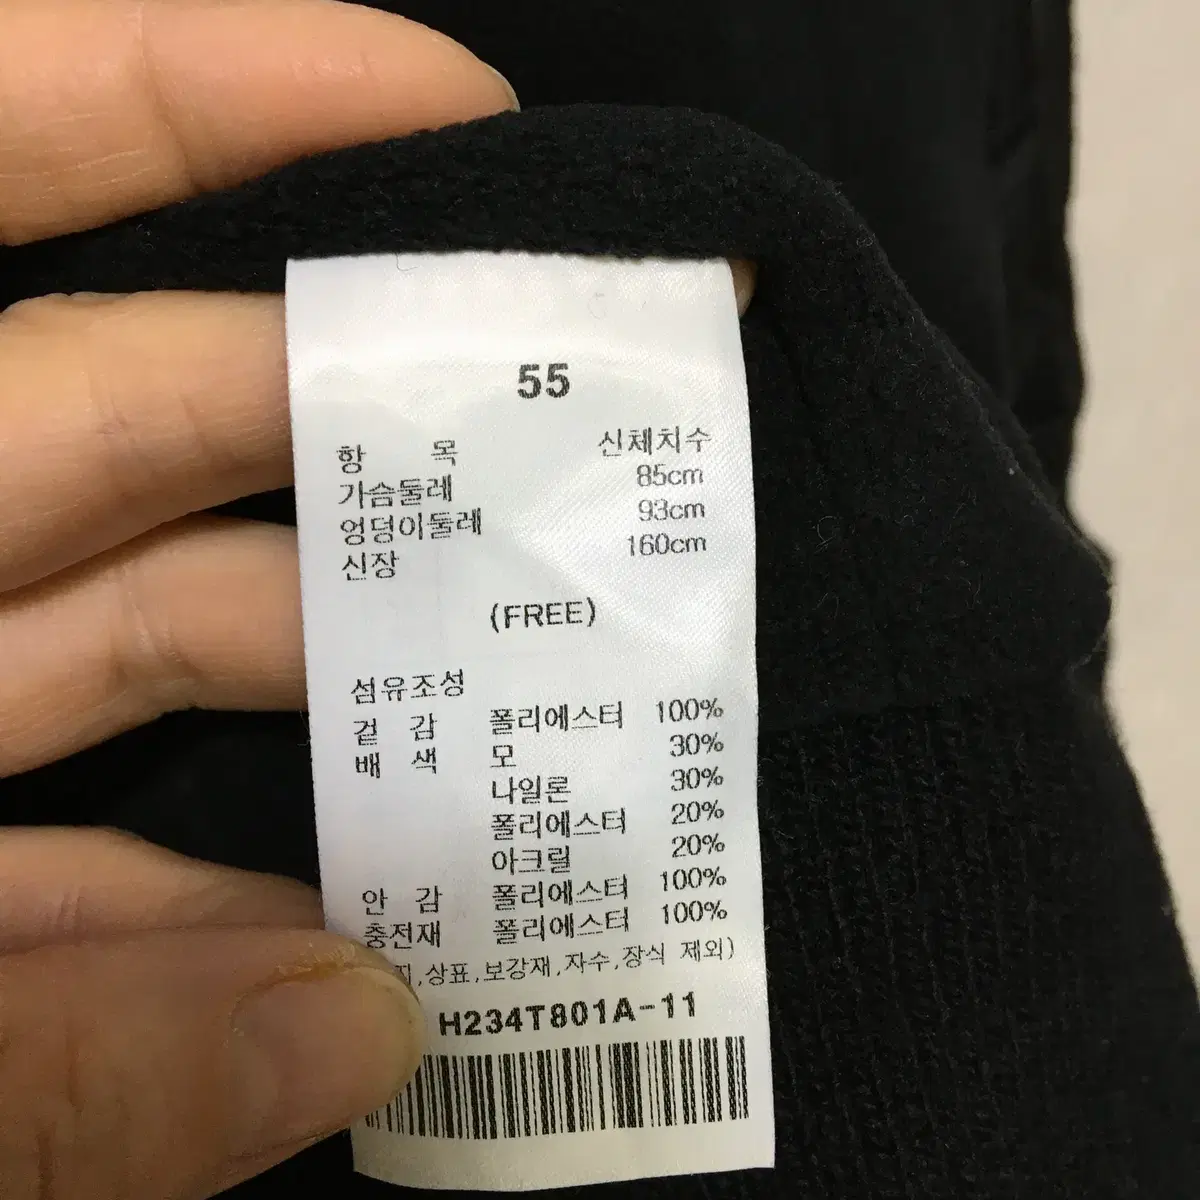 55
항 목 신체치수
가슴둘레 85cm
엉덩이둘레 93cm
신장 160cm
(FREE)
섬유조성
겉 감 폴리에스터 100%
배 색 모 30%
나일론 30%
폴리에스터 20%
아크릴 20%
안 감 폴리에스터 100%
충전재 폴리에스터 100%
,상표,보강재,자수,장식 제외)
H234T801A-11